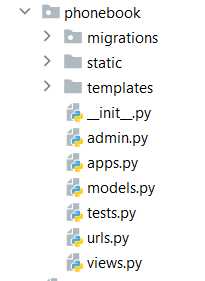 phonebook
migrations
static
templates
__init__.py
admin.py
apps.py
models.py
tests.py
urls.py
views.py